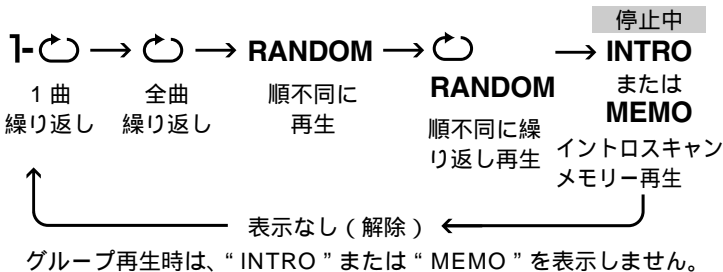 停止中
1- → → RANDOM → → INTRO
または
RANDOM MEMO
1 曲
繰り返し
全曲
繰り返し
順不同に
再生
順不同に繰
り返し再生
イントロスキャン
メモリー再生
表示なし（解除）
グループ再生時は、“ INTRO ” または “ MEMO ” を表示しません。